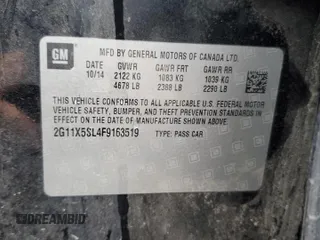 GM
MFD BY GENERAL MOTORS OF CANADA LTD.
DATE GVWR GAWR FRT GAWR RR
10/14 2122 KG 1083 KG 1039 KG
4678 LB 2388 LB 2290 LB
THIS VEHICLE CONFORMS TO ALL APPLICABLE U.S. FEDERAL MOTOR
VEHICLE SAFETY, BUMPER, AND THEFT PREVENTION STANDARDS
IN EFFECT ON THE DATE OF MANUFACTURE SHOWN ABOVE.
2G11X5SL4F9163519 TYPE: PASS CAR
DREAMBID